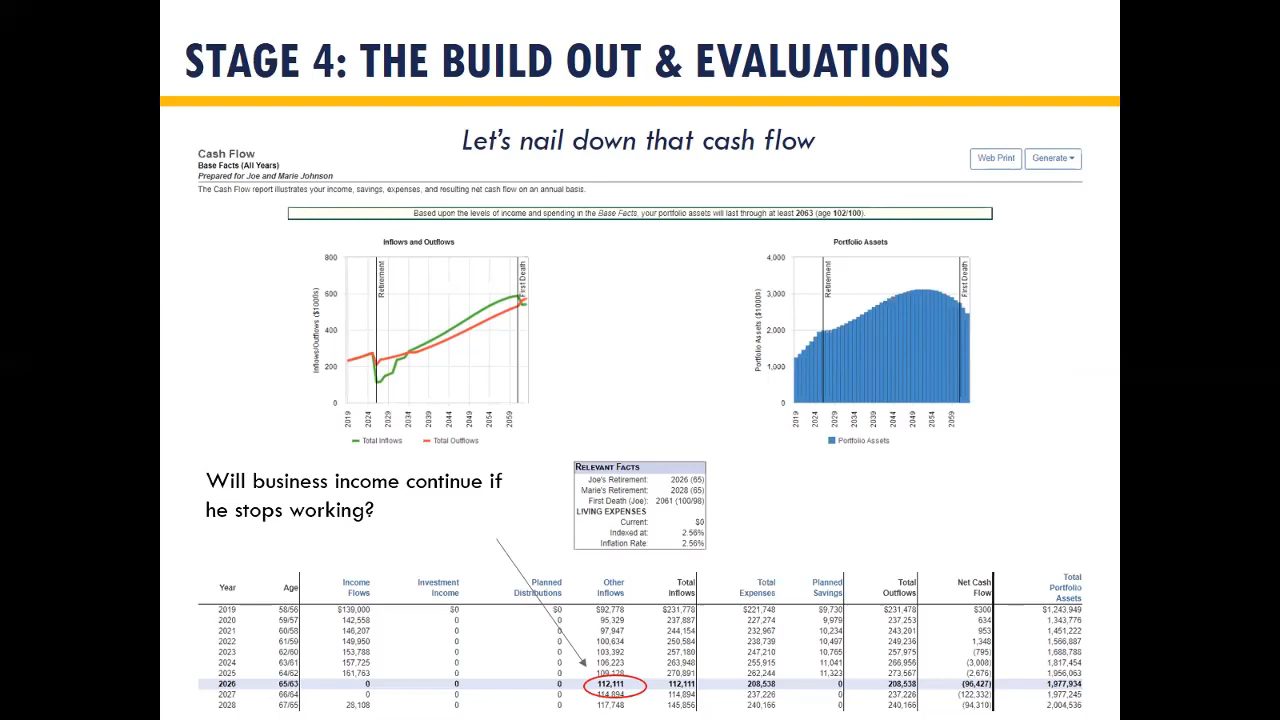 STAGE 4: THE BUILD OUT & EVALUATIONS
Let's nail down that cash flow
Cash Flow
Base Facts (All Years)
Prepared for Joe and Marie Johnson
Web Print
Generate
The Cash Flow report illustrates your income, savings, expenses, and resulting net cash flow on an annual basis.
Based upon the levels of income and spending in the Base Facts, your portfolio assets will last through at least 2063 (age 102/100).
Inflows and Outflows
Inflows/Outflows ($1000s)
800
600
400
200
0
Retirement
First Death
2019 2024 2029 2034 2039 2044 2049 2054 2059
Total Inflows Total Outflows
Portfolio Assets
Portfolio Assets ($1000s)
4,000
3,000
2,000
1,000
0
Retirement
First Death
2019 2024 2029 2034 2039 2044 2049 2054 2059
Portfolio Assets
Will business income continue if
he stops working?
RELEVANT FACTS
Joe's Retirement: 2026 (65)
Marie's Retirement: 2028 (65)
First Death (Joe): 2061 (100/98)
LIVING EXPENSES
Current: $0
Indexed at: 2.56%
Inflation Rate: 2.56%
Year Age Income Flows Investment Income Planned Distributions Other Inflows Total Inflows Total Expenses Planned Savings Total Outflows Net Cash Flow Total Portfolio Assets
2019 58/56 $139,000 $0 $0 $92,778 $231,778 $221,748 $9,730 $231,478 $300 $1,243,949
2020 59/57 142,558 0 0 95,329 237,887 227,274 9,979 237,253 634 1,343,776
2021 60/58 146,207 0 0 97,947 244,154 232,967 10,234 243,201 953 1,451,222
2022 61/59 149,950 0 0 100,634 250,584 238,739 10,497 249,236 1,348 1,566,887
2023 62/60 153,788 0 0 103,392 257,180 247,210 10,765 257,975 (795) 1,688,788
2024 63/61 157,725 0 0 106,223 263,948 255,915 11,041 266,956 (3,008) 1,817,454
2025 64/62 161,763 0 0 109,128 270,891 262,244 11,323 273,567 (2,676) 1,956,063
2026 65/63 0 0 0 112,111 112,111 208,538 0 208,538 (96,427) 1,977,934
2027 66/64 0 0 0 114,894 114,894 237,226 0 237,226 (122,332) 1,977,245
2028 67/65 28,108 0 0 117,748 145,856 240,166 0 240,166 (94,310) 2,004,536